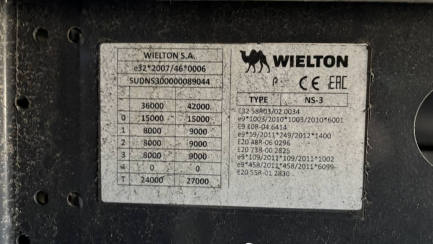 WIELTON S.A.
e32*2007/46*0006
SUDNS300000089044
- 36000 42000
0 15000 15000
1 8000 9000
2 8000 9000
3 8000 9000
4 0 0
T 24000 27000
WIELTON
P CE EAC
TYPE NS-3
E32 58R03/02 0034
e9*1003/2010*1003/2010*6001
E9 E0R-04.6414
e9*19/2011*249/2012*1400
E20 48R-06 0296
E20 73R-00 2825
e9*109/2011*109/2011*1002
e9*458/2011*458/2011*6099
E20 55R-01 2830